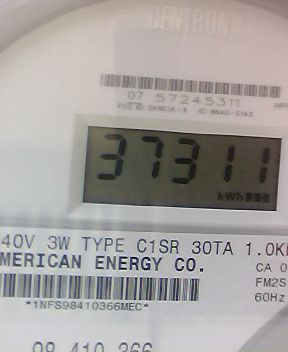 CENTRON
07 57245311
37311
kWh
40V 3W TYPE C1SR 30TA 1.0K
MERICAN ENERGY CO.
CA 0
FM2S
60Hz
*1NFS98410366MEC*
98 410 366